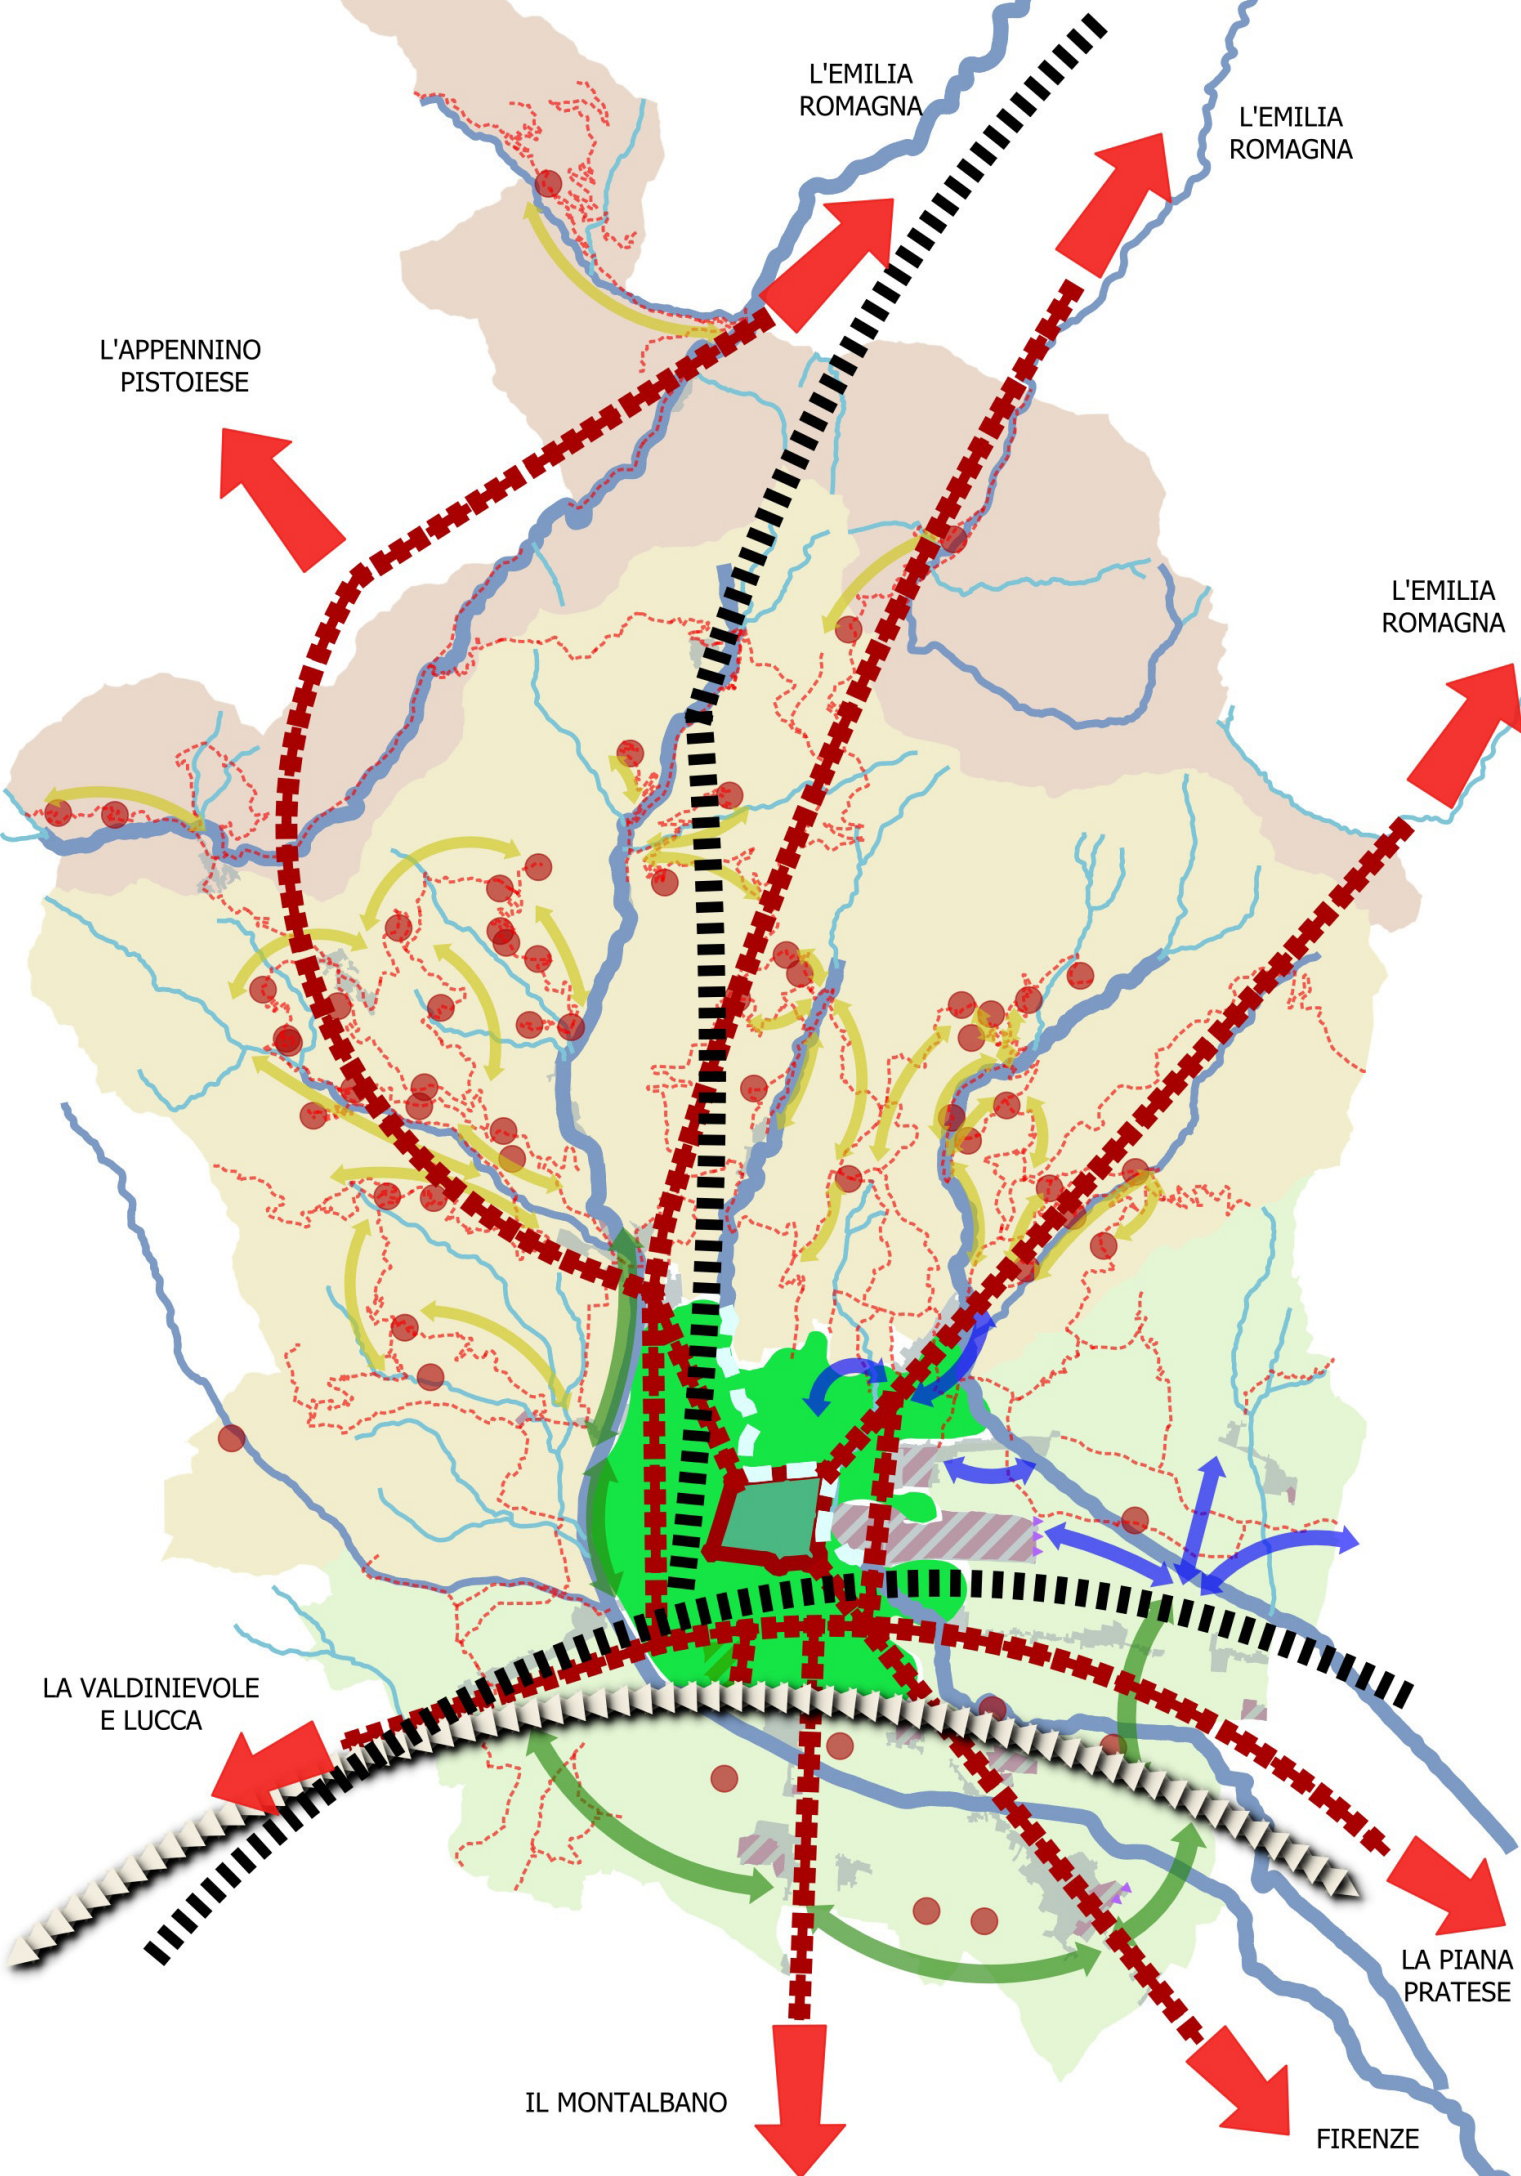 L'EMILIA
ROMAGNA
L'EMILIA
ROMAGNA
L'APPENNINO
PISTOIESE
L'EMILIA
ROMAGNA
LA VALDINIEVOLE
E LUCCA
LA PIANA
PRATESE
IL MONTALBANO
FIRENZE